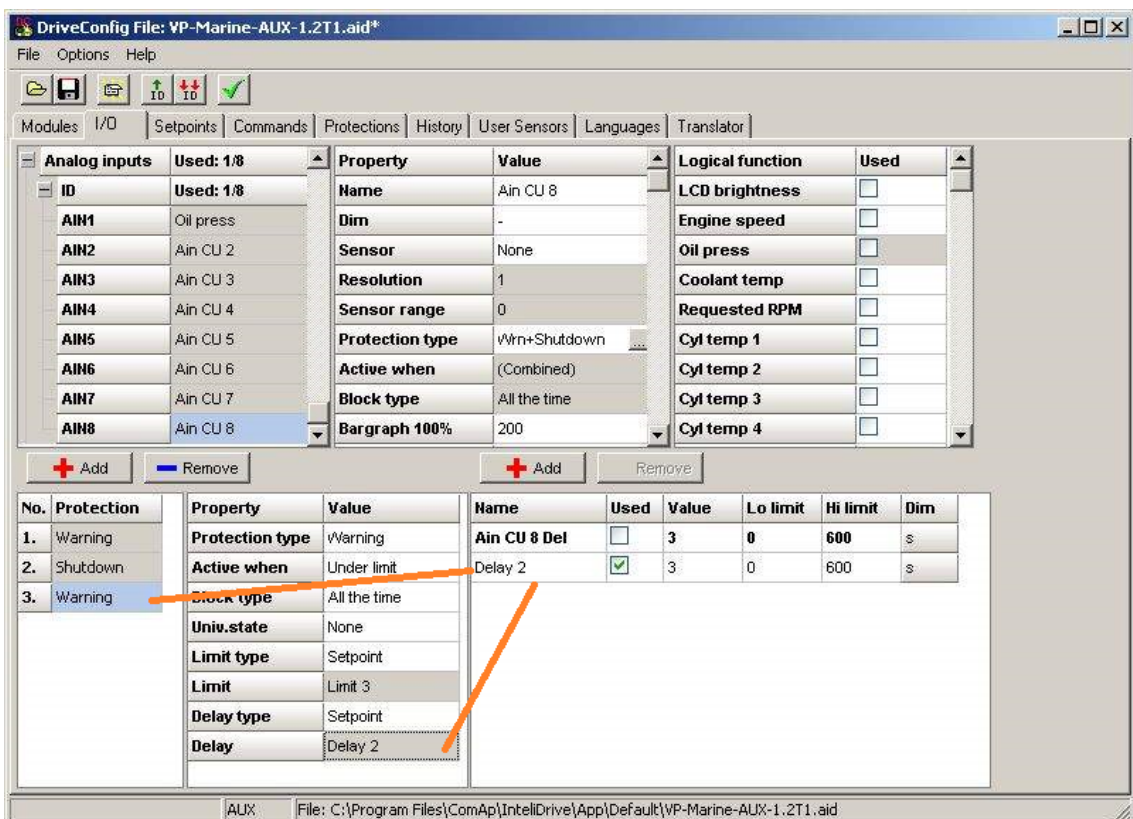 DriveConfig File: VP-Marine-AUX-1.2T1.aid*
File Options Help
ID ID
Modules I/O Setpoints Commands Protections History User Sensors Languages Translator
Analog inputs Used: 1/8 Property Value Logical function Used
ID Used: 1/8 Name Ain CU 8 LCD brightness
AIN1 Oil press Dim - Engine speed
AIN2 Ain CU 2 Sensor None Oil press
AIN3 Ain CU 3 Resolution 1 Coolant temp
AIN4 Ain CU 4 Sensor range 0 Requested RPM
AIN5 Ain CU 5 Protection type Wrn+Shutdown ... Cyl temp 1
AIN6 Ain CU 6 Active when (Combined) Cyl temp 2
AIN7 Ain CU 7 Block type All the time Cyl temp 3
AIN8 Ain CU 8 Bargraph 100% 200 Cyl temp 4
Add Remove Add Remove
No. Protection Property Value Name Used Value Lo limit Hi limit Dim
1. Warning Protection type Warning Ain CU 8 Del 3 0 600 s
2. Shutdown Active when Under limit Delay 2 3 0 600 s
3. Warning Block type All the time
Univ.state None
Limit type Setpoint
Limit Limit 3
Delay type Setpoint
Delay Delay 2
AUX File: C:\Program Files\ComAp\InteliDrive\App\Default\VP-Marine-AUX-1.2T1.aid